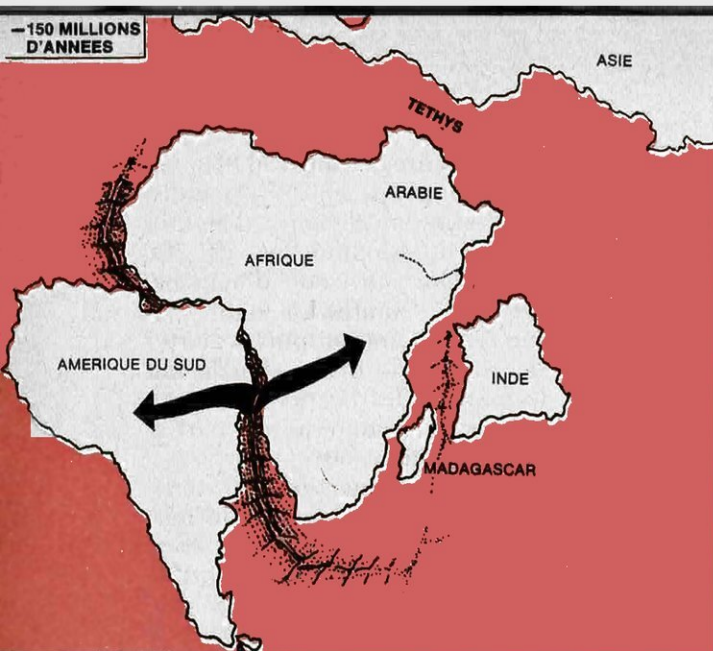 —150 MILLIONS
D'ANNEES
ASIE
TETHYS
ARABIE
AFRIQUE
AMERIQUE DU SUD
INDE
MADAGASCAR